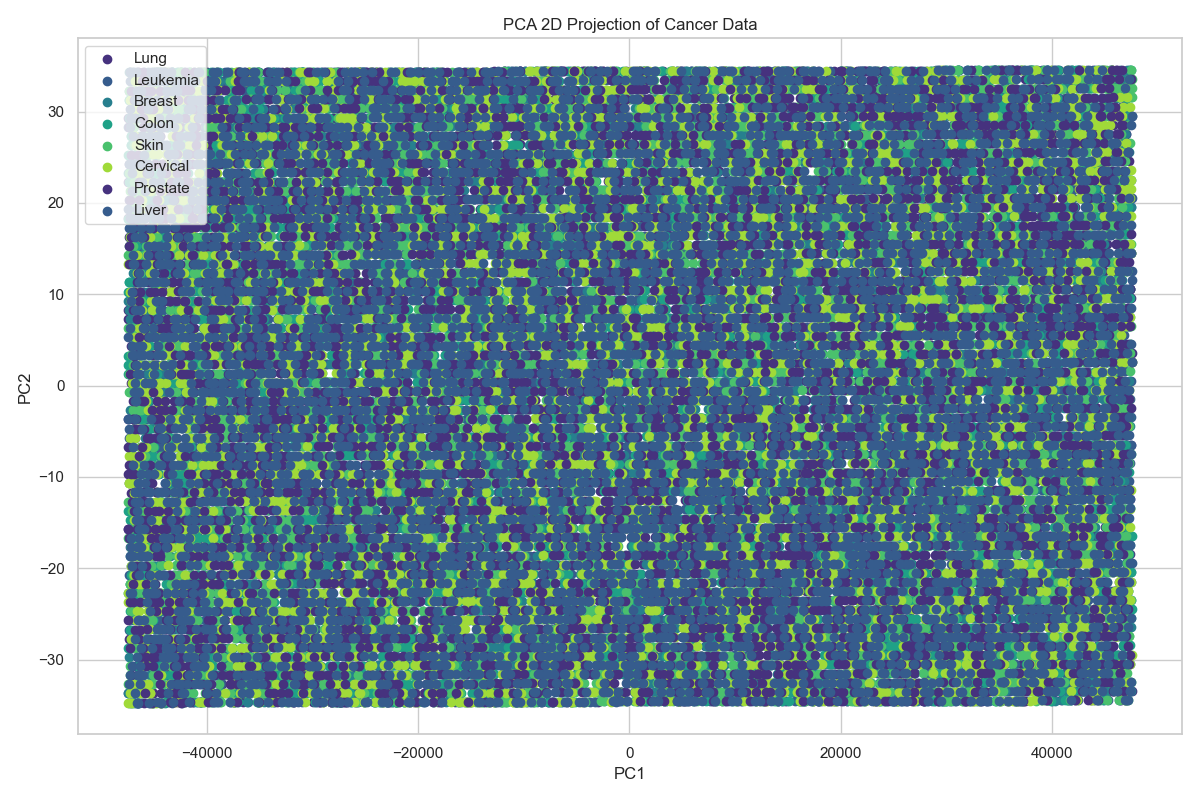 PCA 2D Projection of Cancer Data
Lung
Leukemia
Breast
Colon
Skin
Cervical
Prostate
Liver
30
20
10
0
−10
−20
−30
PC2
−40000
−20000
0
20000
40000
PC1